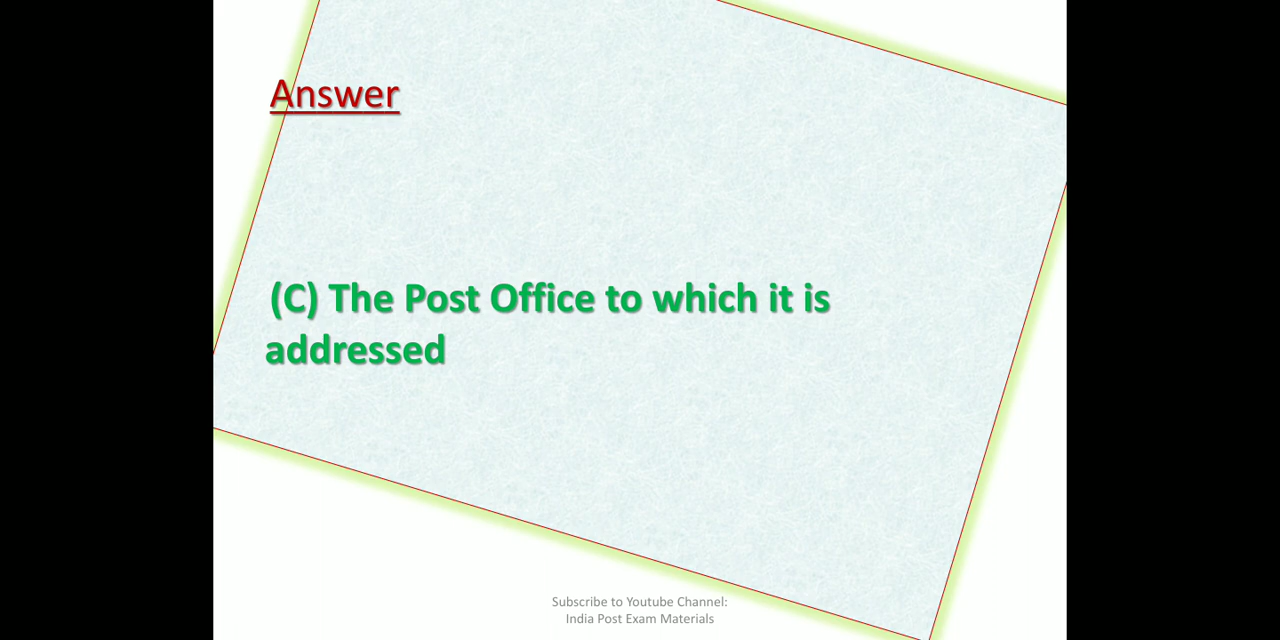 Answer
(C) The Post Office to which it is
addressed
Subscribe to Youtube Channel:
India Post Exam Materials